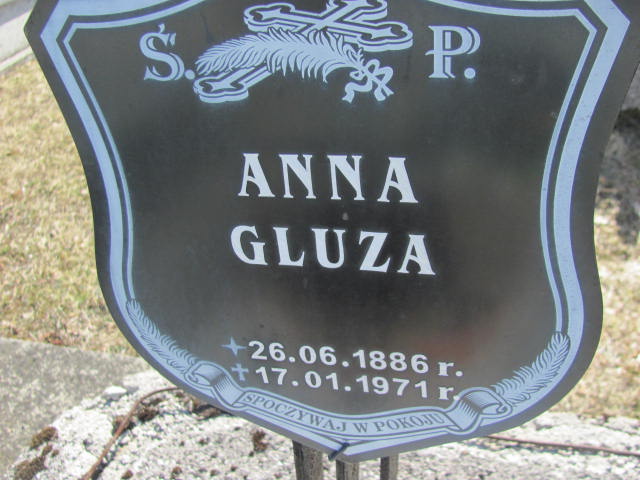 Ś. P.
ANNA
GLUZA
26.06.1886 r.
17.01.1971 r.
SPOCZYWAJ W POKOJU